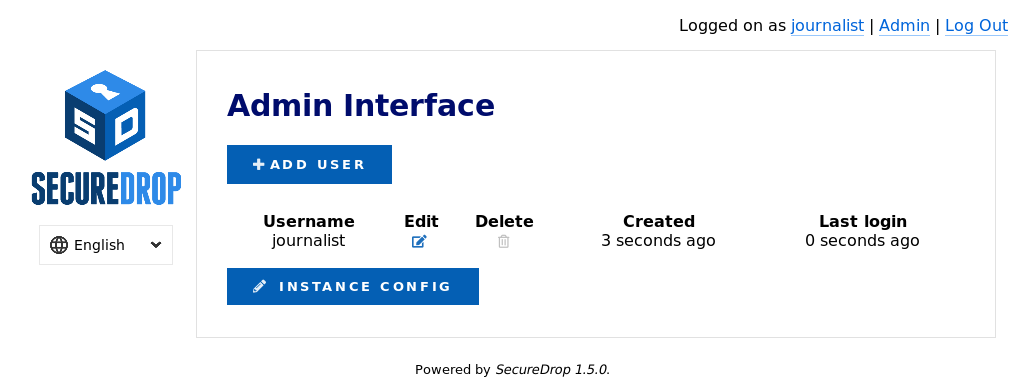 Logged on as journalist | Admin | Log Out
SD
SECUREDROP
English
Admin Interface
ADD USER
Username Edit Delete Created Last login
journalist 3 seconds ago 0 seconds ago
INSTANCE CONFIG
Powered by SecureDrop 1.5.0.